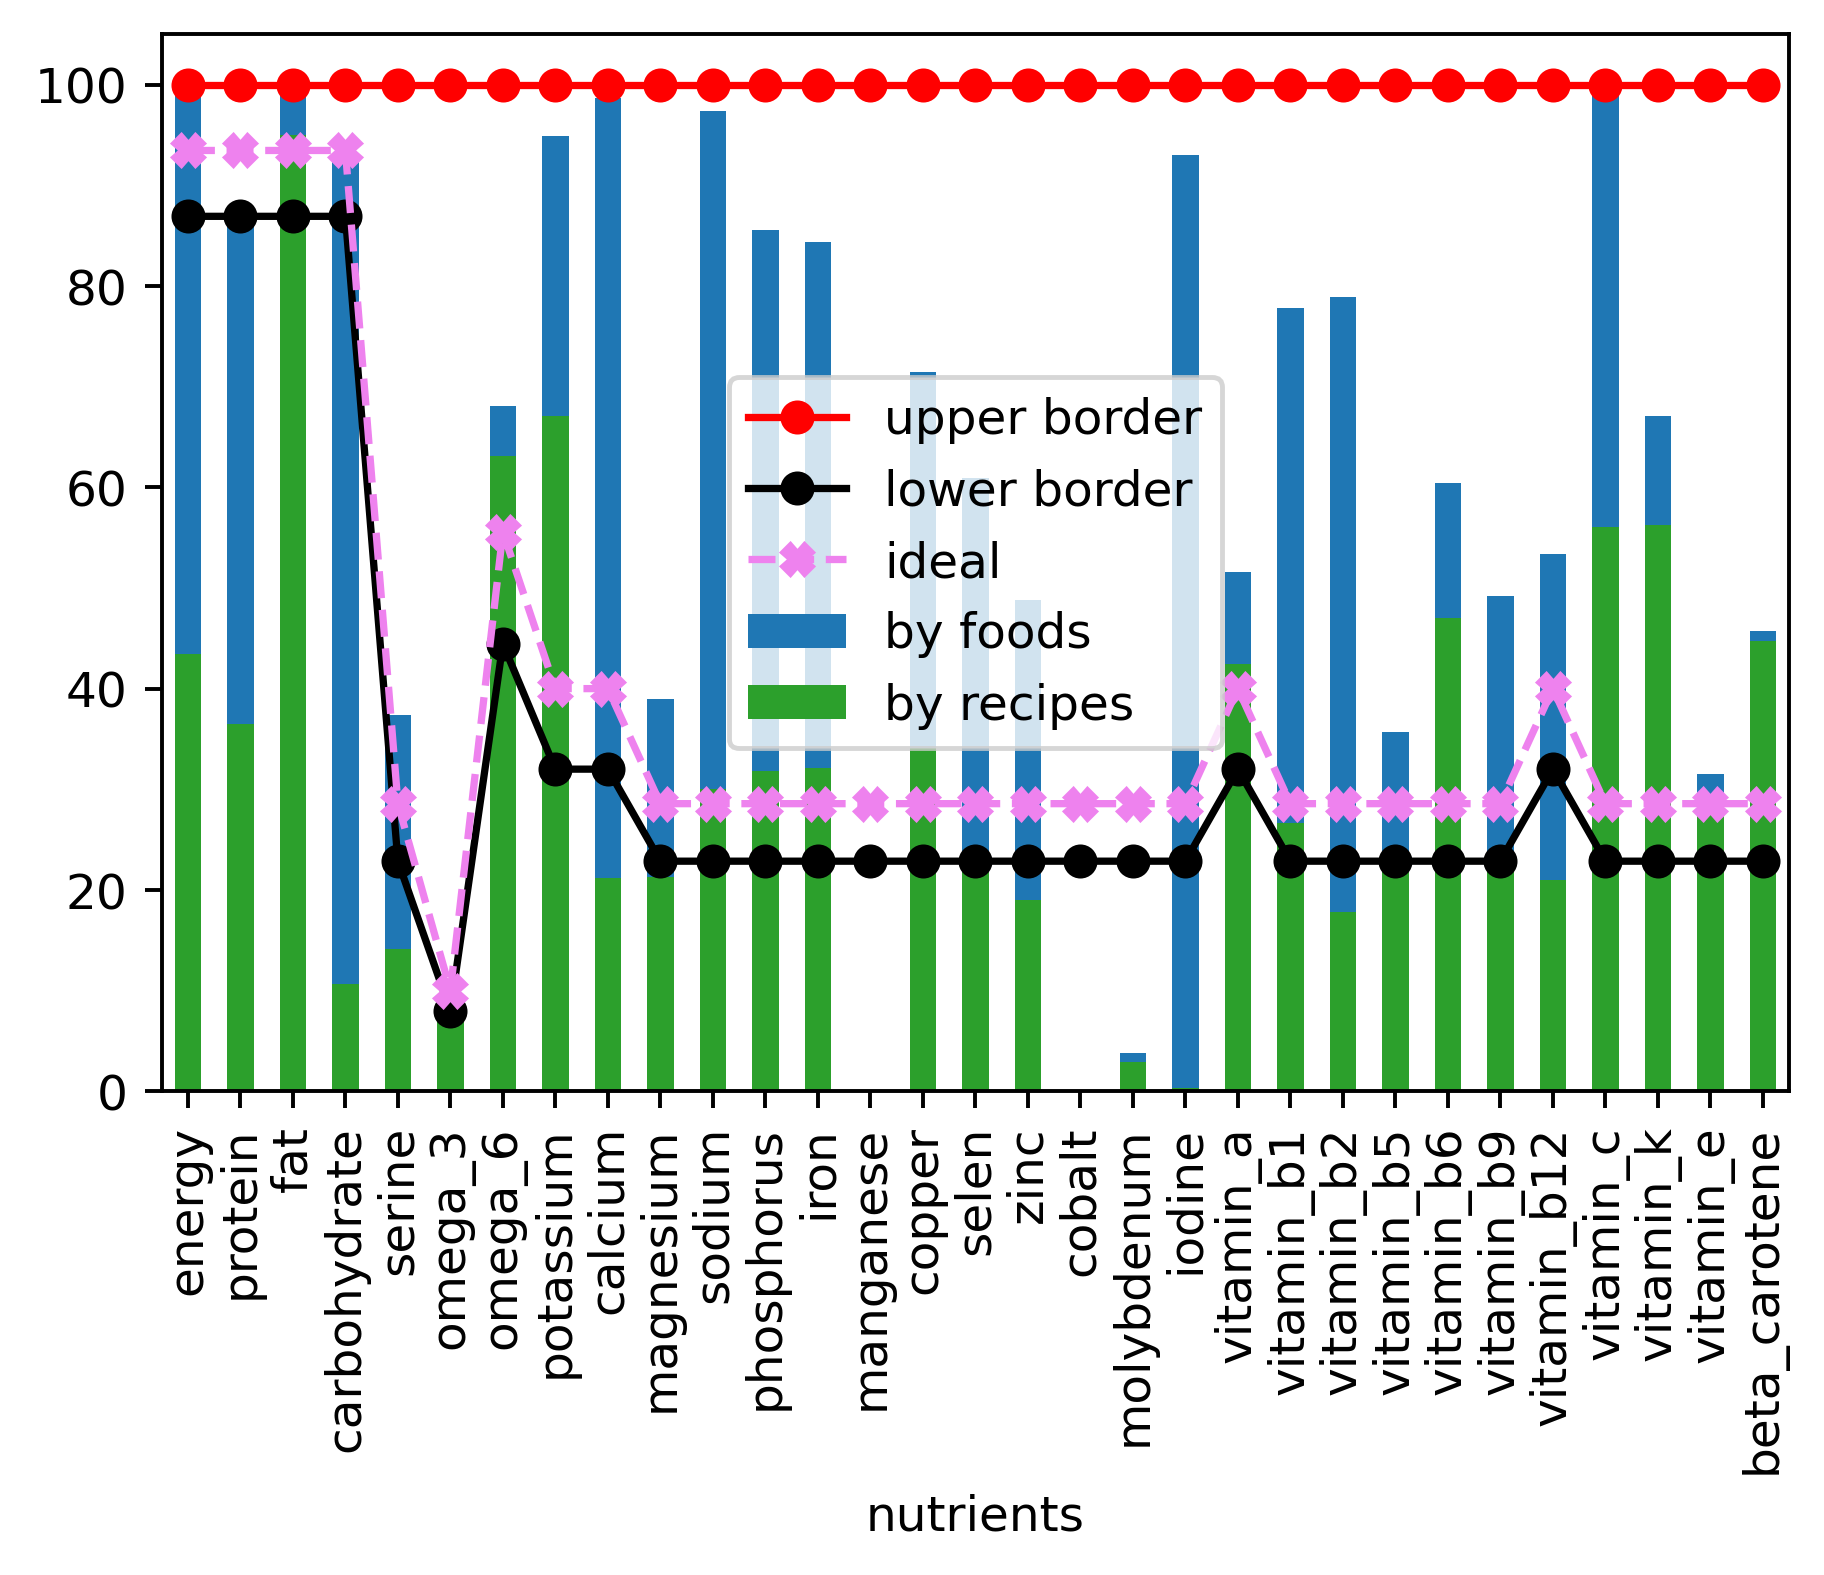 100
80
60
40
20
0
upper border
lower border
ideal
by foods
by recipes
energy
protein
fat
carbohydrate
serine
omega_3
omega_6
potassium
calcium
magnesium
sodium
phosphorus
iron
manganese
copper
selen
zinc
cobalt
molybdenum
iodine
vitamin_a
vitamin_b1
vitamin_b2
vitamin_b5
vitamin_b6
vitamin_b9
vitamin_b12
vitamin_c
vitamin_k
vitamin_e
beta_carotene
nutrients